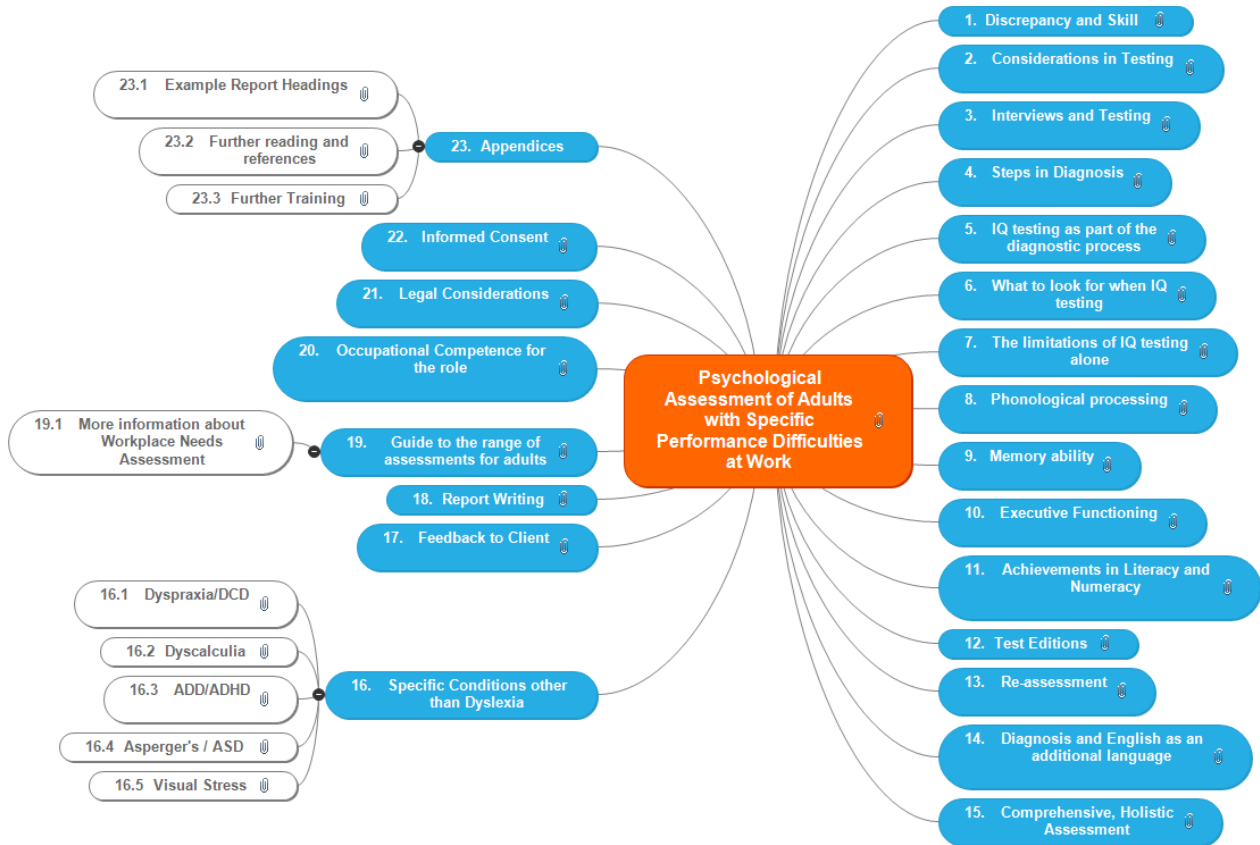 Psychological
Assessment of Adults
with Specific
Performance Difficulties
at Work
1. Discrepancy and Skill
2. Considerations in Testing
3. Interviews and Testing
4. Steps in Diagnosis
5. IQ testing as part of the
diagnostic process
6. What to look for when IQ
testing
7. The limitations of IQ testing
alone
8. Phonological processing
9. Memory ability
10. Executive Functioning
11. Achievements in Literacy and
Numeracy
12. Test Editions
13. Re-assessment
14. Diagnosis and English as an
additional language
15. Comprehensive, Holistic
Assessment
16. Specific Conditions other
than Dyslexia
16.1 Dyspraxia/DCD
16.2 Dyscalculia
16.3 ADD/ADHD
16.4 Asperger's / ASD
16.5 Visual Stress
17. Feedback to Client
18. Report Writing
19. Guide to the range of
assessments for adults
19.1 More information about
Workplace Needs
Assessment
20. Occupational Competence for
the role
21. Legal Considerations
22. Informed Consent
23. Appendices
23.1 Example Report Headings
23.2 Further reading and
references
23.3 Further Training